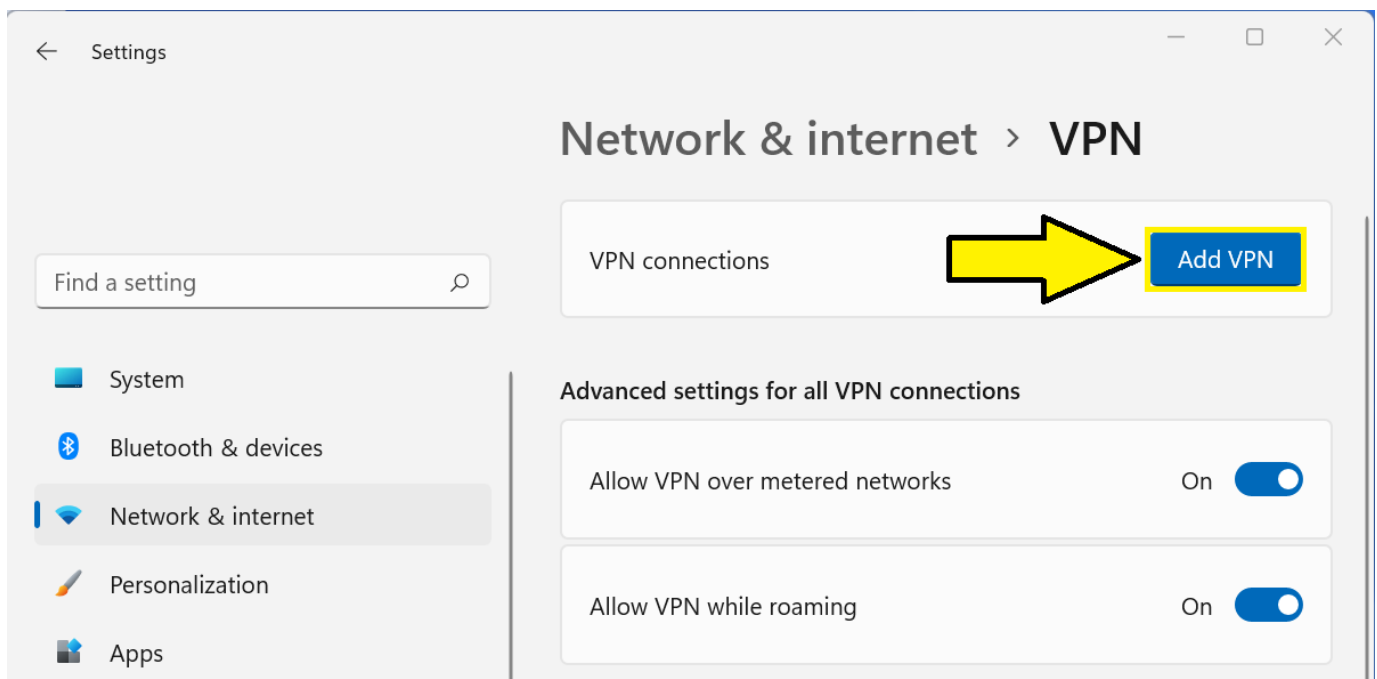 Settings
Network & internet > VPN
VPN connections
Add VPN
Find a setting
System
Bluetooth & devices
Network & internet
Personalization
Apps
Advanced settings for all VPN connections
Allow VPN over metered networks
On
Allow VPN while roaming
On